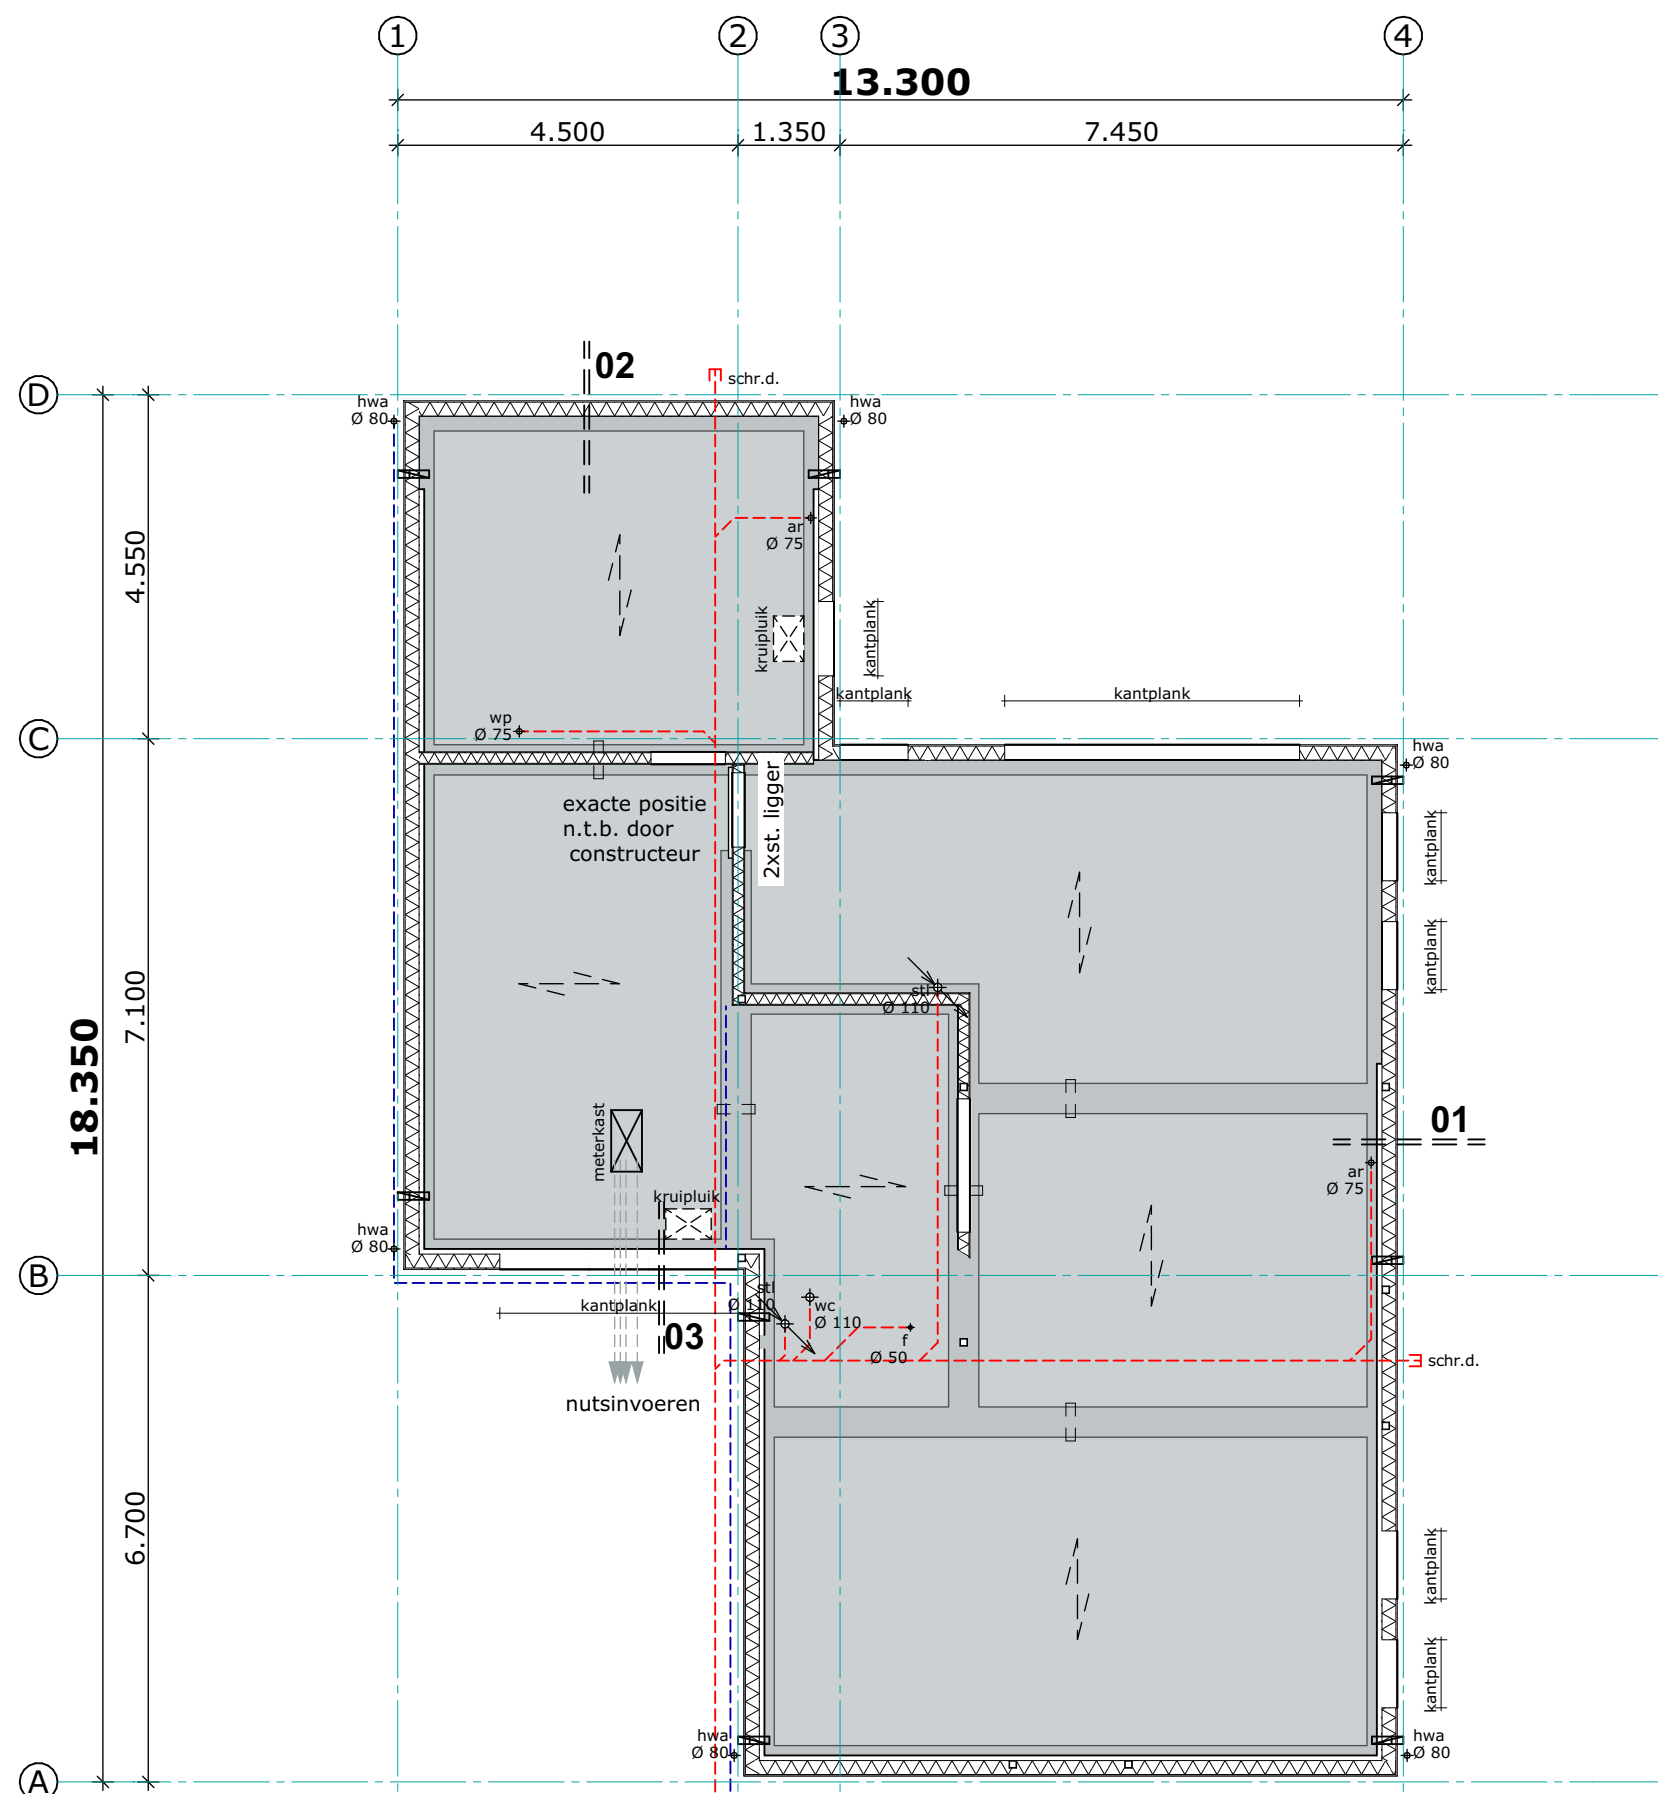 1
2
3
4
13.300
4.500
1.350
7.450
02
schr.d.
D
hwa
Ø 80
hwa
Ø 80
4.550
ar
Ø 75
kruipluik
kantplank
kantplank
kantplank
wp
Ø 75
C
hwa
Ø 80
exacte positie
n.t.b. door
constructeur
2xst. ligger
kantplank
kantplank
stl
Ø 110
7.100
18.350
meterkast
01
ar
Ø 75
kruipluik
hwa
Ø 80
B
stl
Ø 110
kantplank
wc
Ø 110
03
f
Ø 50
schr.d.
nutsinvoeren
6.700
kantplank
kantplank
hwa
Ø 80
hwa
Ø 80
A